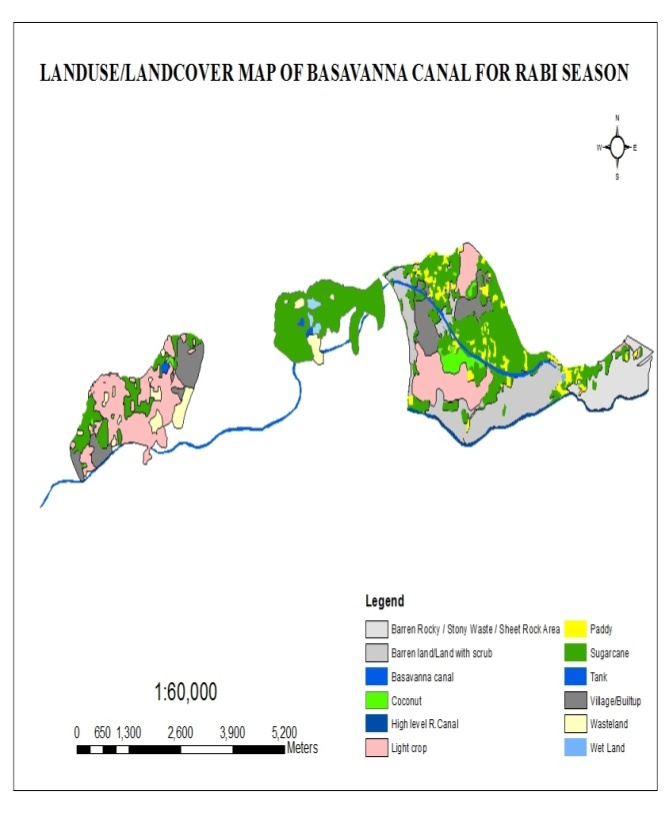 LANDUSE/LANDCOVER MAP OF BASAVANNA CANAL FOR RABI SEASON
N
W E
S
Legend
Barren Rocky / Stony Waste / Sheet Rock Area
Barren land/Land with scrub
Basavanna canal
Coconut
High level R.Canal
Light crop
Paddy
Sugarcane
Tank
Village/Builtup
Wasteland
Wet Land
1:60,000
0 650 1,300 2,600 3,900 5,200
Meters